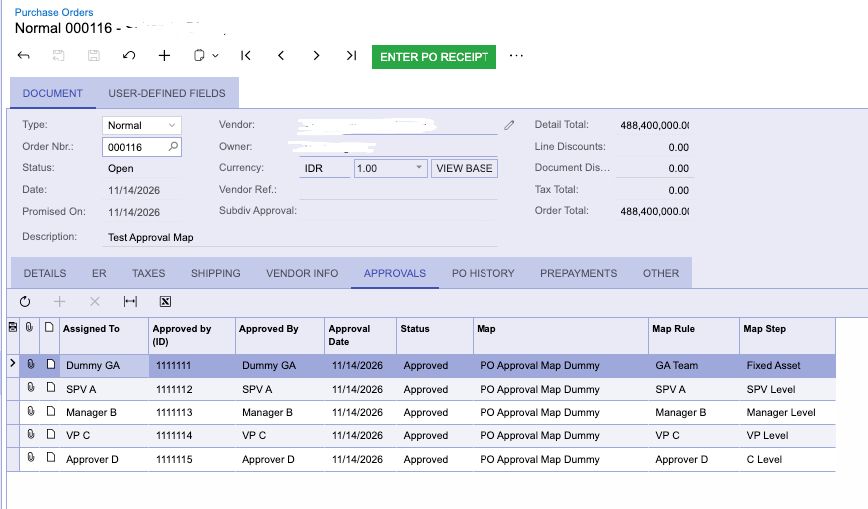 Purchase Orders
Normal 000116 -
ENTER PO RECEIPT
DOCUMENT USER-DEFINED FIELDS
Type: Normal Vendor: Detail Total: 488,400,000.00
Order Nbr.: 000116 Owner: Line Discounts: 0.00
Status: Open Currency: IDR 1.00 VIEW BASE Document Dis... 0.00
Date: 11/14/2026 Vendor Ref.: Tax Total: 0.00
Promised On: 11/14/2026 Subdiv Approval: Order Total: 488,400,000.00
Description: Test Approval Map
DETAILS ER TAXES SHIPPING VENDOR INFO APPROVALS PO HISTORY PREPAYMENTS OTHER
Assigned To Approved by (ID) Approved By Approval Date Status Map Map Rule Map Step
Dummy GA 1111111 Dummy GA 11/14/2026 Approved PO Approval Map Dummy GA Team Fixed Asset
SPV A 1111112 SPV A 11/14/2026 Approved PO Approval Map Dummy SPV A SPV Level
Manager B 1111113 Manager B 11/14/2026 Approved PO Approval Map Dummy Manager B Manager Level
VP C 1111114 VP C 11/14/2026 Approved PO Approval Map Dummy VP C VP Level
Approver D 1111115 Approver D 11/14/2026 Approved PO Approval Map Dummy Approver D C Level